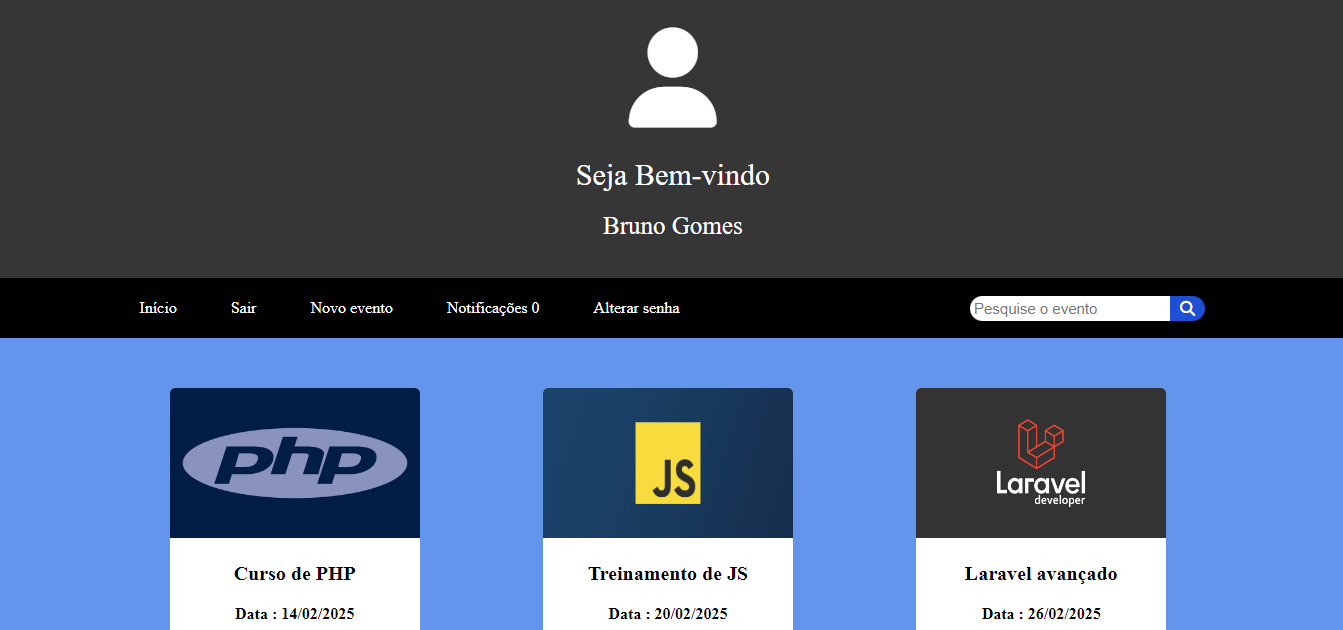 Seja Bem-vindo
Bruno Gomes
Início Sair Novo evento Notificações 0 Alterar senha Pesquise o evento
php JS Laravel
developer
Curso de PHP Treinamento de JS Laravel avançado
Data : 14/02/2025 Data : 20/02/2025 Data : 26/02/2025